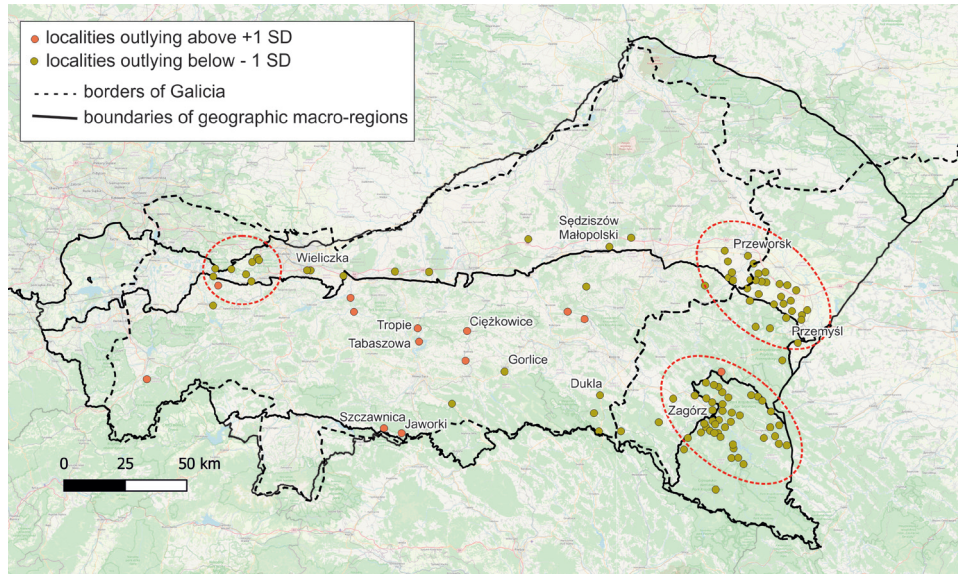 localities outlying above +1 SD
localities outlying below - 1 SD
borders of Galicia
boundaries of geographic macro-regions
Sędziszów
Małopolski
Przeworsk
Wieliczka
Tropie
Ciężkowice
Tabaszowa
Przemyśl
Gorlice
Dukla
Zagórz
Szczawnica
Jaworki
0 25 50 km